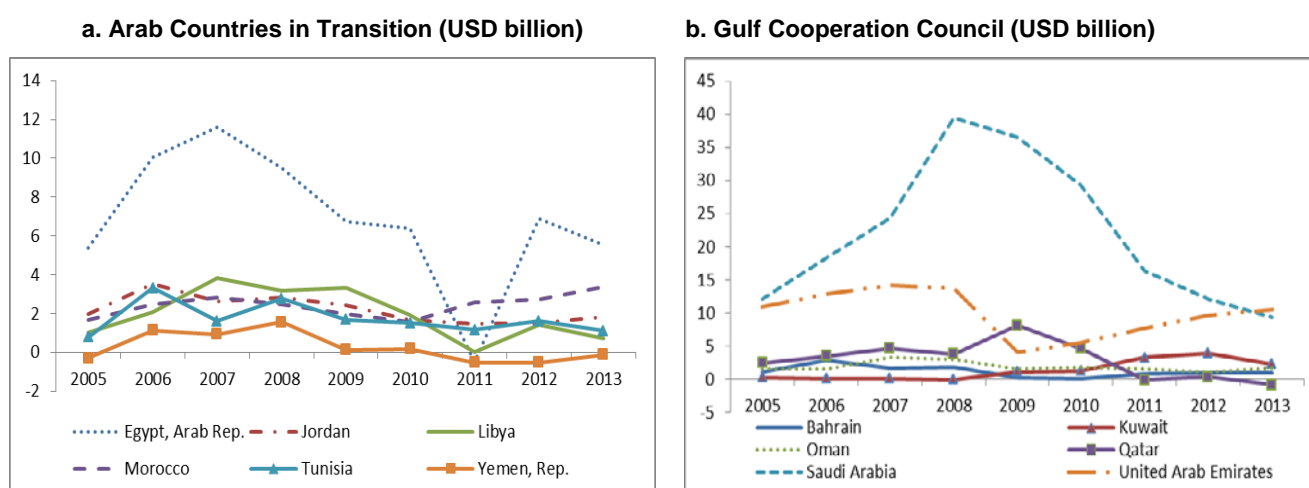 a. Arab Countries in Transition (USD billion)
14
12
10
8
6
4
2
0
-2
2005 2006 2007 2008 2009 2010 2011 2012 2013
Egypt, Arab Rep. Jordan Libya
Morocco Tunisia Yemen, Rep.
b. Gulf Cooperation Council (USD billion)
45
40
35
30
25
20
15
10
5
0
-5
2005 2006 2007 2008 2009 2010 2011 2012 2013
Bahrain Kuwait
Oman Qatar
Saudi Arabia United Arab Emirates